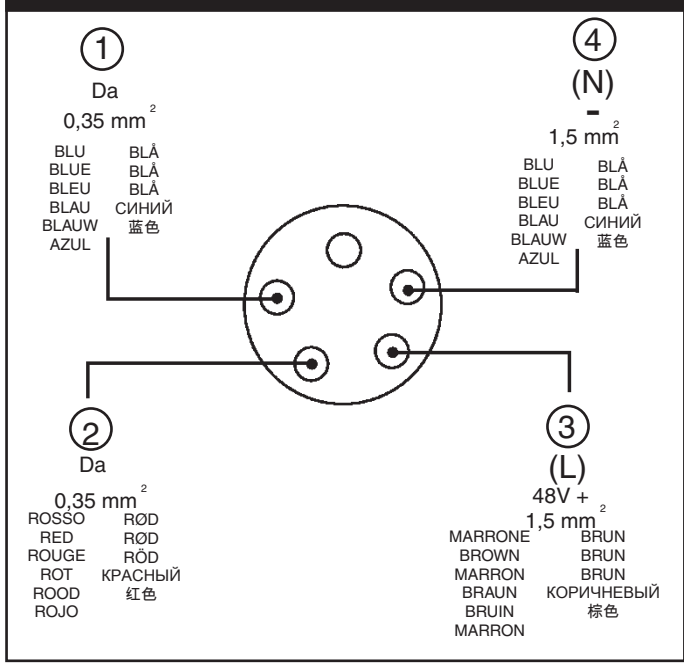 1
Da
0,35 mm²
BLU BLÅ
BLUE BLÅ
BLEU BLÅ
BLAU СИНИЙ
BLAUW 蓝色
AZUL
4
(N)
-
1,5 mm²
BLU BLÅ
BLUE BLÅ
BLEU BLÅ
BLAU СИНИЙ
BLAUW 蓝色
AZUL
2
Da
0,35 mm²
ROSSO RØD
RED RØD
ROUGE RÖD
ROT КРАСНЫЙ
ROOD 红色
ROJO
3
(L)
48V +
1,5 mm²
MARRONE BRUN
BROWN BRUN
MARRON BRUN
BRAUN КОРИЧНЕВЫЙ
BRUIN 棕色
MARRON